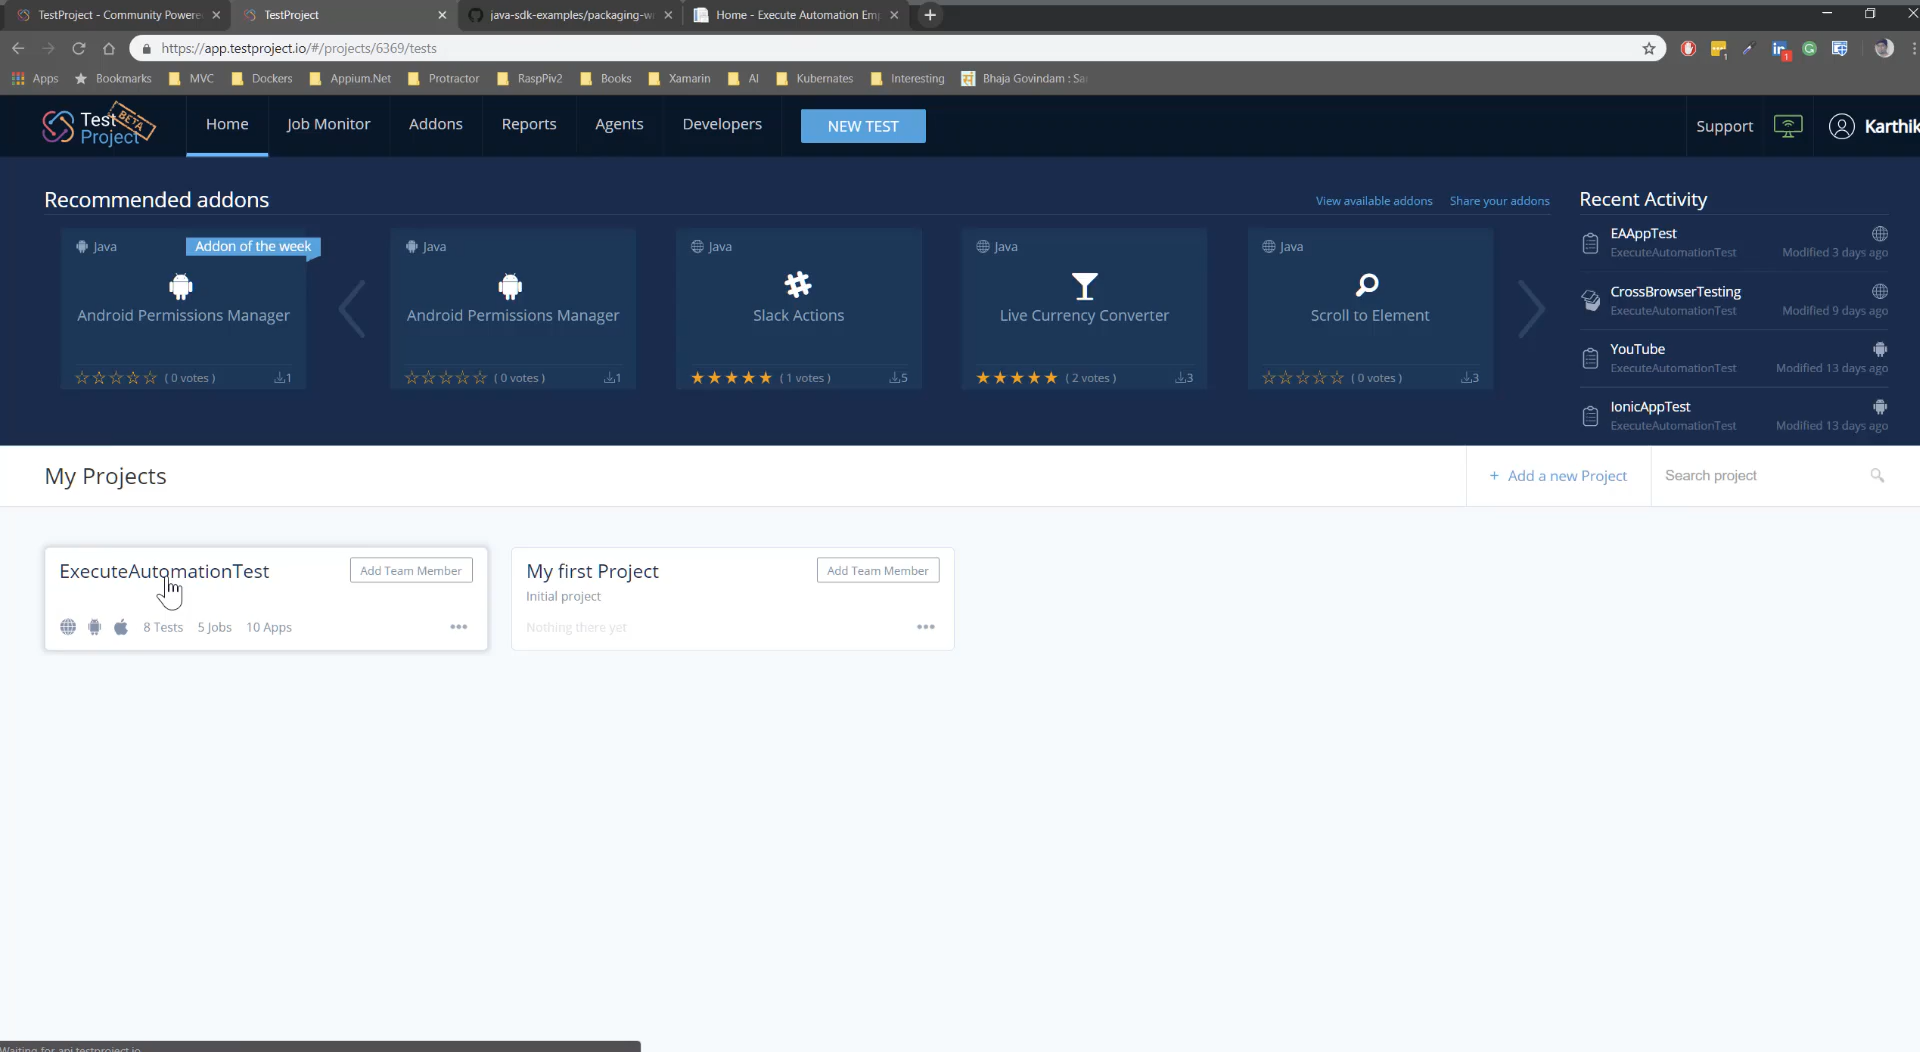 TestProject - Community Powere
TestProject
java-sdk-examples/packaging-w
Home - Execute Automation Em
https://app.testproject.io/#/projects/6369/tests
Apps
Bookmarks
MVC
Dockers
Appium.Net
Protractor
RaspPiv2
Books
Xamarin
AI
Kubernates
Interesting
Bhaja Govindam : Sa
Test
Project
BETA
Home
Job Monitor
Addons
Reports
Agents
Developers
NEW TEST
Support
Karthik
Recommended addons
View available addons
Share your addons
Java
Addon of the week
Android Permissions Manager
( 0 votes )
1
Java
Android Permissions Manager
( 0 votes )
1
Java
Slack Actions
( 1 votes )
5
Java
Live Currency Converter
( 2 votes )
3
Java
Scroll to Element
( 0 votes )
3
Recent Activity
EAAppTest
ExecuteAutomationTest
Modified 3 days ago
CrossBrowserTesting
ExecuteAutomationTest
Modified 9 days ago
YouTube
ExecuteAutomationTest
Modified 13 days ago
IonicAppTest
ExecuteAutomationTest
Modified 13 days ago
My Projects
+ Add a new Project
Search project
ExecuteAutomationTest
Add Team Member
8 Tests
5 Jobs
10 Apps
My first Project
Add Team Member
Initial project
Nothing there yet
Waiting for api.testproject.io